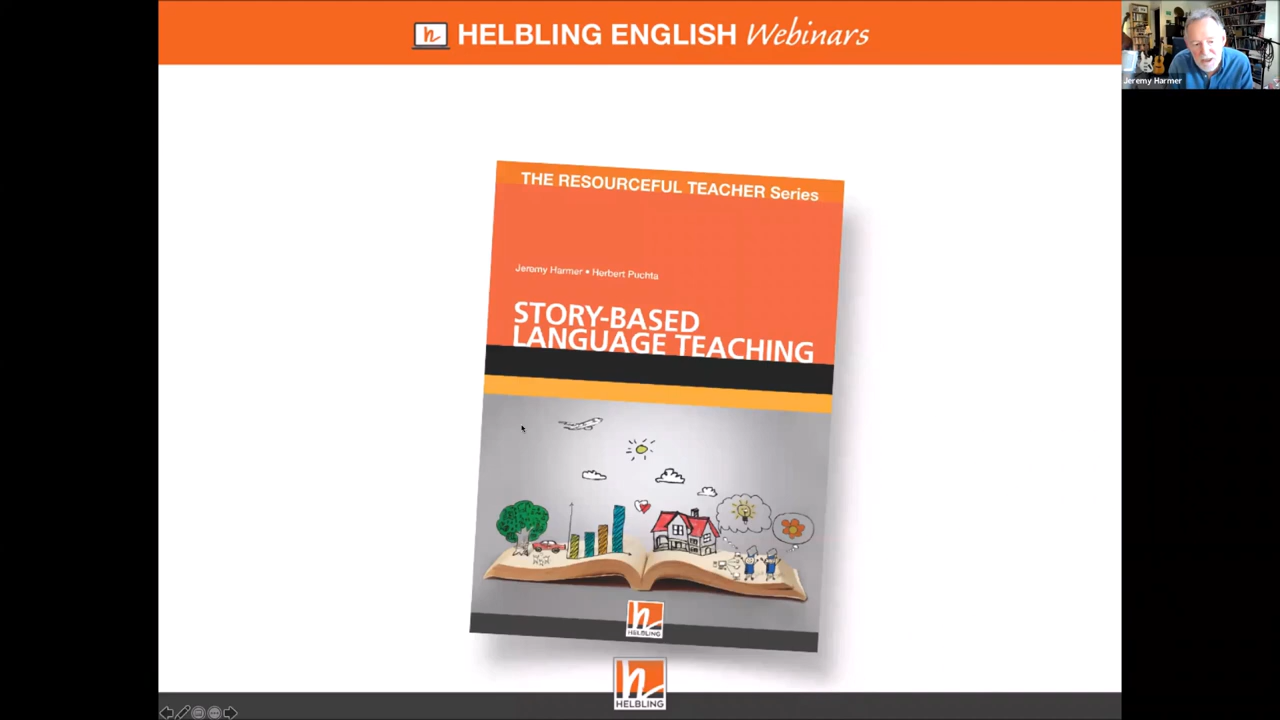 HELBLING ENGLISH Webinars
Jeremy Harmer
THE RESOURCEFUL TEACHER Series
Jeremy Harmer • Herbert Puchta
STORY-BASED
LANGUAGE TEACHING
HELBLING
HELBLING